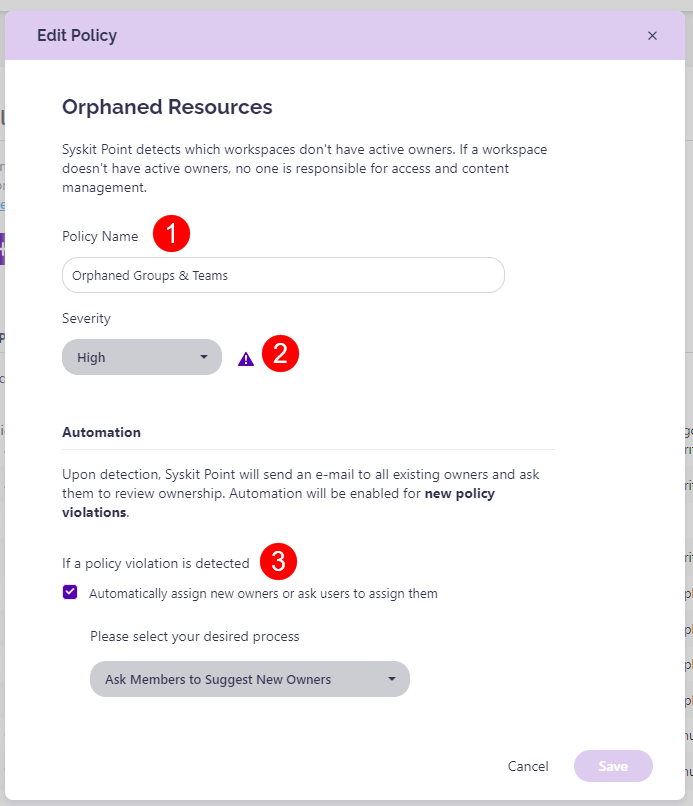 Edit Policy
Orphaned Resources
Syskit Point detects which workspaces don't have active owners. If a workspace
doesn't have active owners, no one is responsible for access and content
management.
Policy Name 1
Orphaned Groups & Teams
Severity
High 2
Automation
Upon detection, Syskit Point will send an e-mail to all existing owners and ask
them to review ownership. Automation will be enabled for new policy
violations.
If a policy violation is detected 3
Automatically assign new owners or ask users to assign them
Please select your desired process
Ask Members to Suggest New Owners
Cancel Save